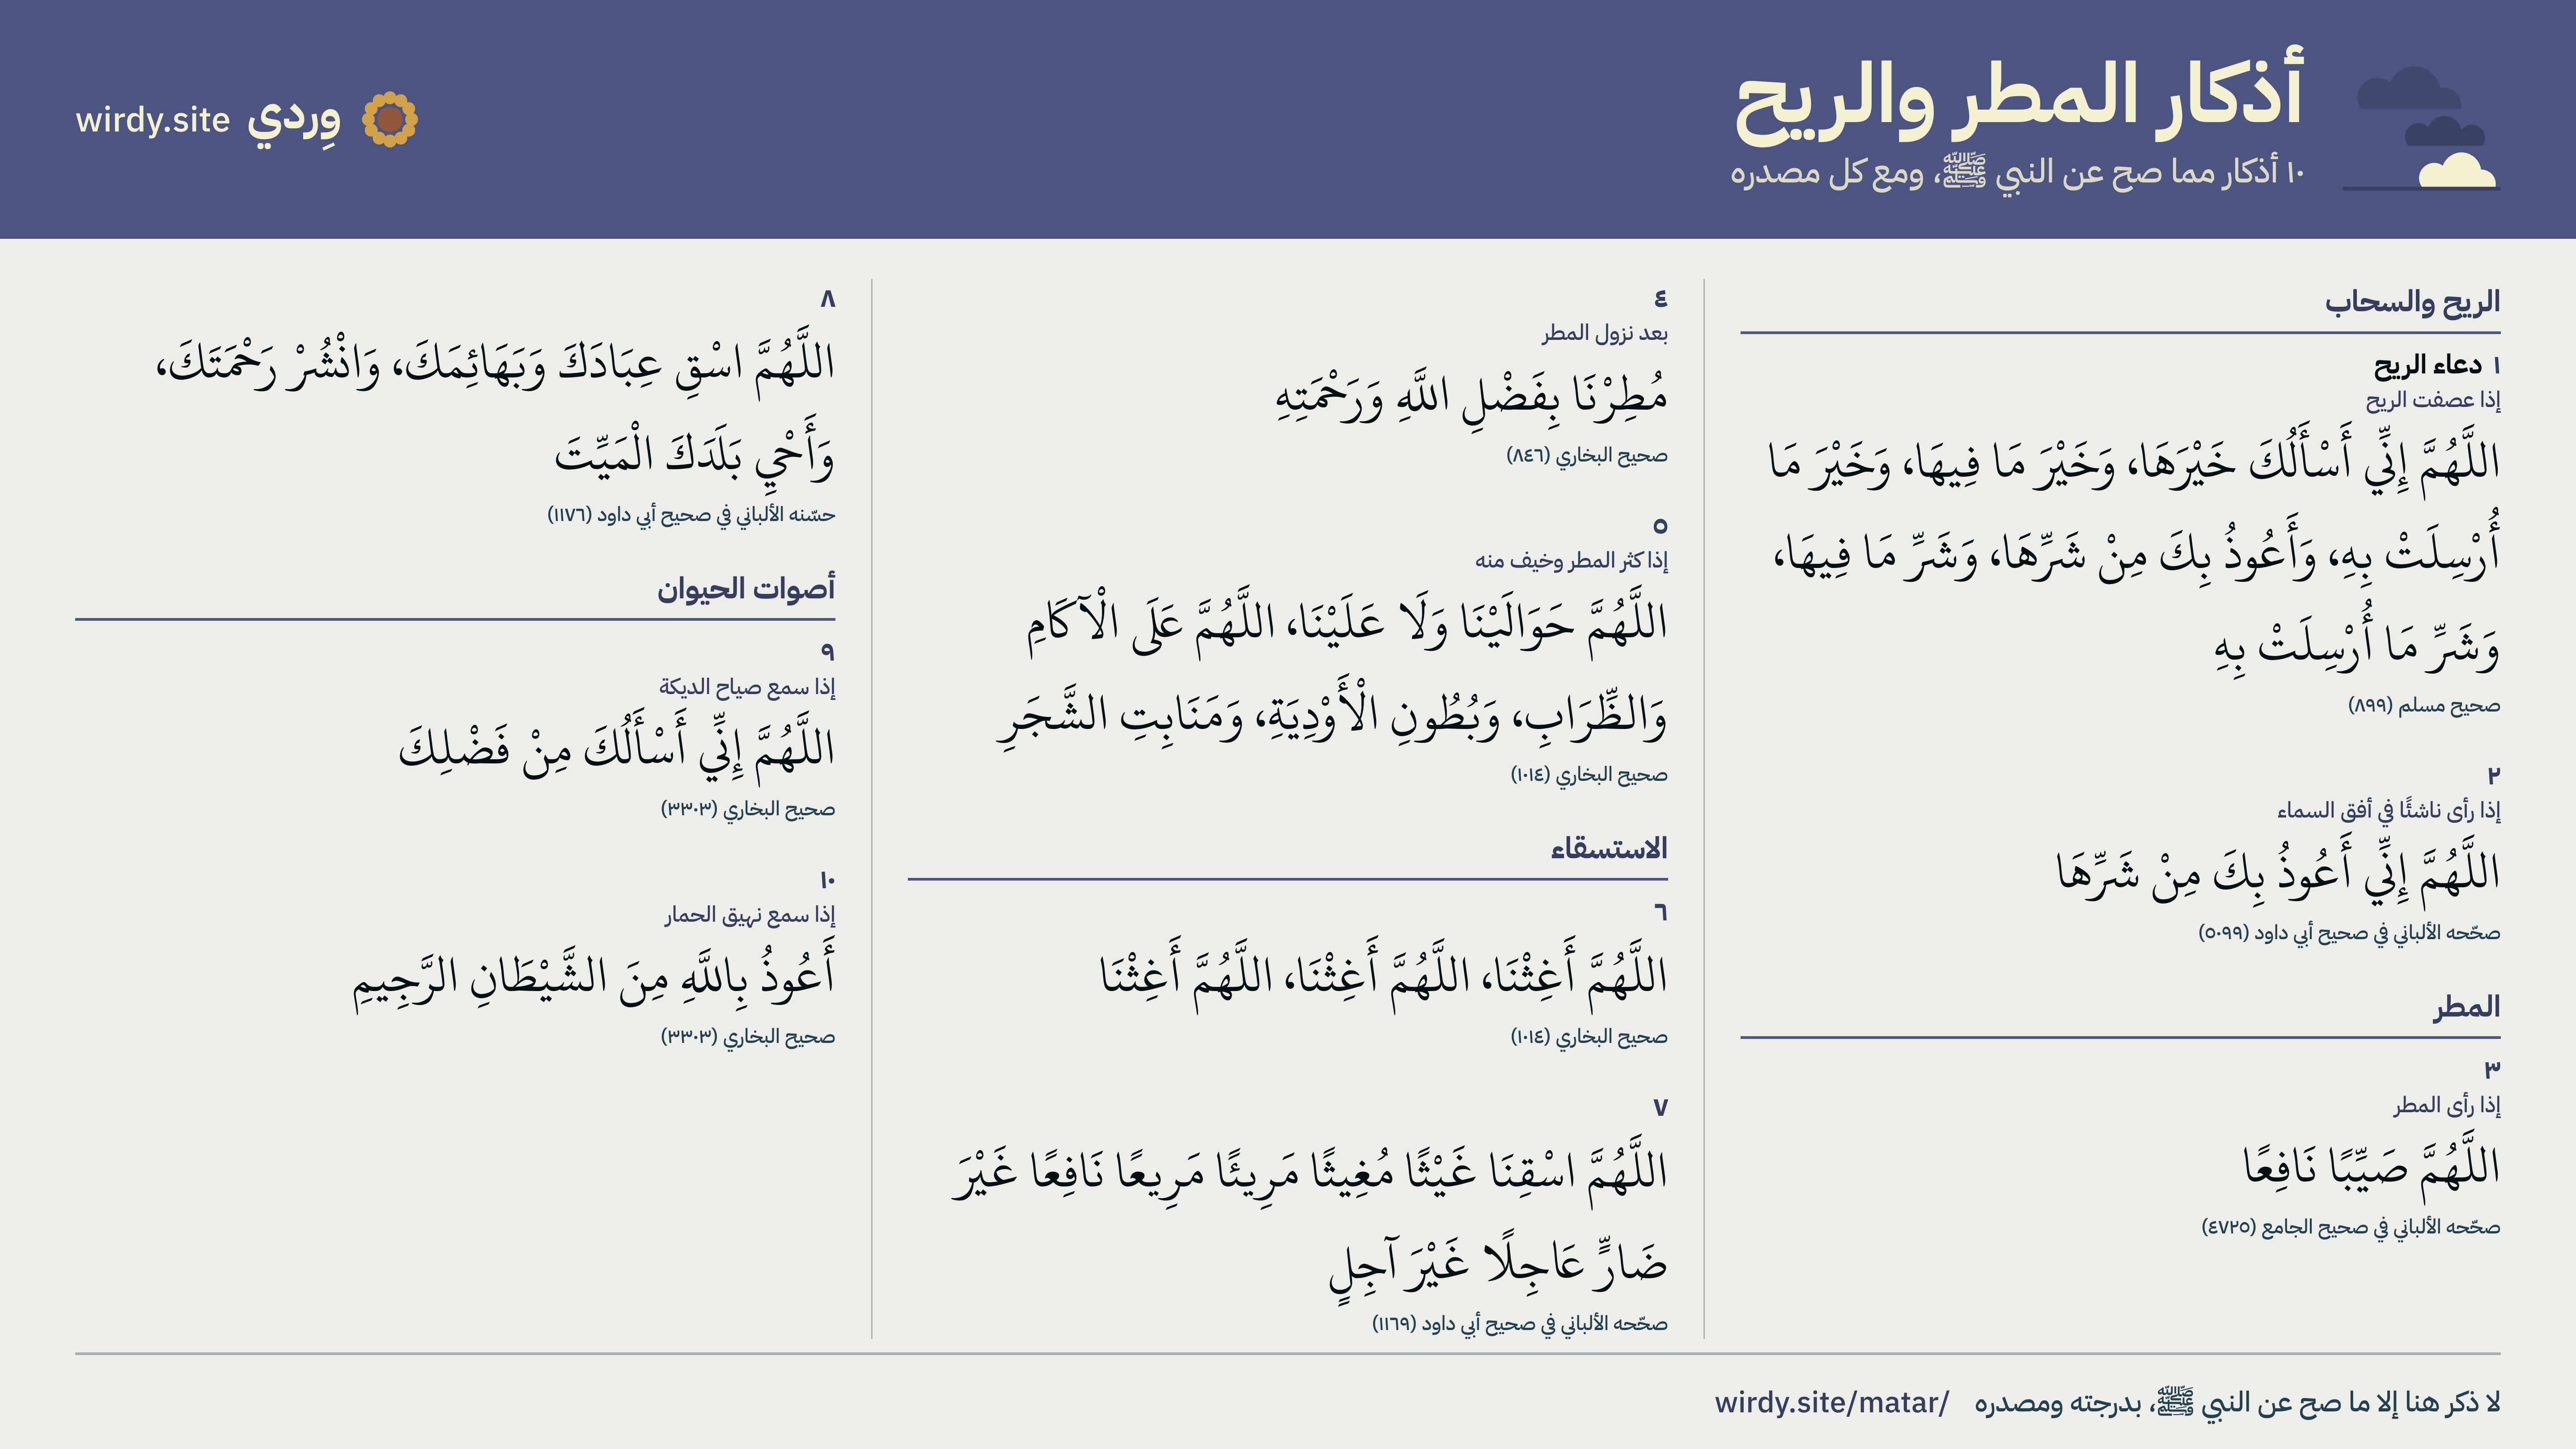 أذكار المطر والريح
١٠ أذكار مما صح عن النبي ﷺ، ومع كل مصدره
وِردي wirdy.site
الريح والسحاب
١ دعاء الريح
إذا عصفت الريح
اللَّهُمَّ إِنِّي أَسْأَلُكَ خَيْرَهَا، وَخَيْرَ مَا فِيهَا، وَخَيْرَ مَا
أُرْسِلَتْ بِهِ، وَأَعُوذُ بِكَ مِنْ شَرِّهَا، وَشَرِّ مَا فِيهَا،
وَشَرِّ مَا أُرْسِلَتْ بِهِ
صحيح مسلم (٨٩٩)
٢
إذا رأى ناشئًا في أفق السماء
اللَّهُمَّ إِنِّي أَعُوذُ بِكَ مِنْ شَرِّهَا
صحّحه الألباني في صحيح أبي داود (٥٠٩٩)
المطر
٣
إذا رأى المطر
اللَّهُمَّ صَيِّبًا نَافِعًا
صحّحه الألباني في صحيح الجامع (٤٧٢٥)
٤
بعد نزول المطر
مُطِرْنَا بِفَضْلِ اللَّهِ وَرَحْمَتِهِ
صحيح البخاري (٨٤٦)
٥
إذا كثر المطر وخيف منه
اللَّهُمَّ حَوَالَيْنَا وَلَا عَلَيْنَا، اللَّهُمَّ عَلَى الْآكَامِ
وَالظِّرَابِ، وَبُطُونِ الْأَوْدِيَةِ، وَمَنَابِتِ الشَّجَرِ
صحيح البخاري (١٠١٤)
الاستسقاء
٦
اللَّهُمَّ أَغِثْنَا، اللَّهُمَّ أَغِثْنَا، اللَّهُمَّ أَغِثْنَا
صحيح البخاري (١٠١٤)
٧
اللَّهُمَّ اسْقِنَا غَيْثًا مُغِيثًا مَرِيئًا مَرِيعًا نَافِعًا غَيْرَ
ضَارٍّ عَاجِلًا غَيْرَ آجِلٍ
صحّحه الألباني في صحيح أبي داود (١١٦٩)
٨
اللَّهُمَّ اسْقِ عِبَادَكَ وَبَهَائِمَكَ، وَانْشُرْ رَحْمَتَكَ،
وَأَحْيِ بَلَدَكَ الْمَيِّتَ
حسّنه الألباني في صحيح أبي داود (١١٧٦)
أصوات الحيوان
٩
إذا سمع صياح الديكة
اللَّهُمَّ إِنِّي أَسْأَلُكَ مِنْ فَضْلِكَ
صحيح البخاري (٣٣٠٣)
١٠
إذا سمع نهيق الحمار
أَعُوذُ بِاللَّهِ مِنَ الشَّيْطَانِ الرَّجِيمِ
صحيح البخاري (٣٣٠٣)
لا ذكر هنا إلا ما صح عن النبي ﷺ، بدرجته ومصدره wirdy.site/matar/